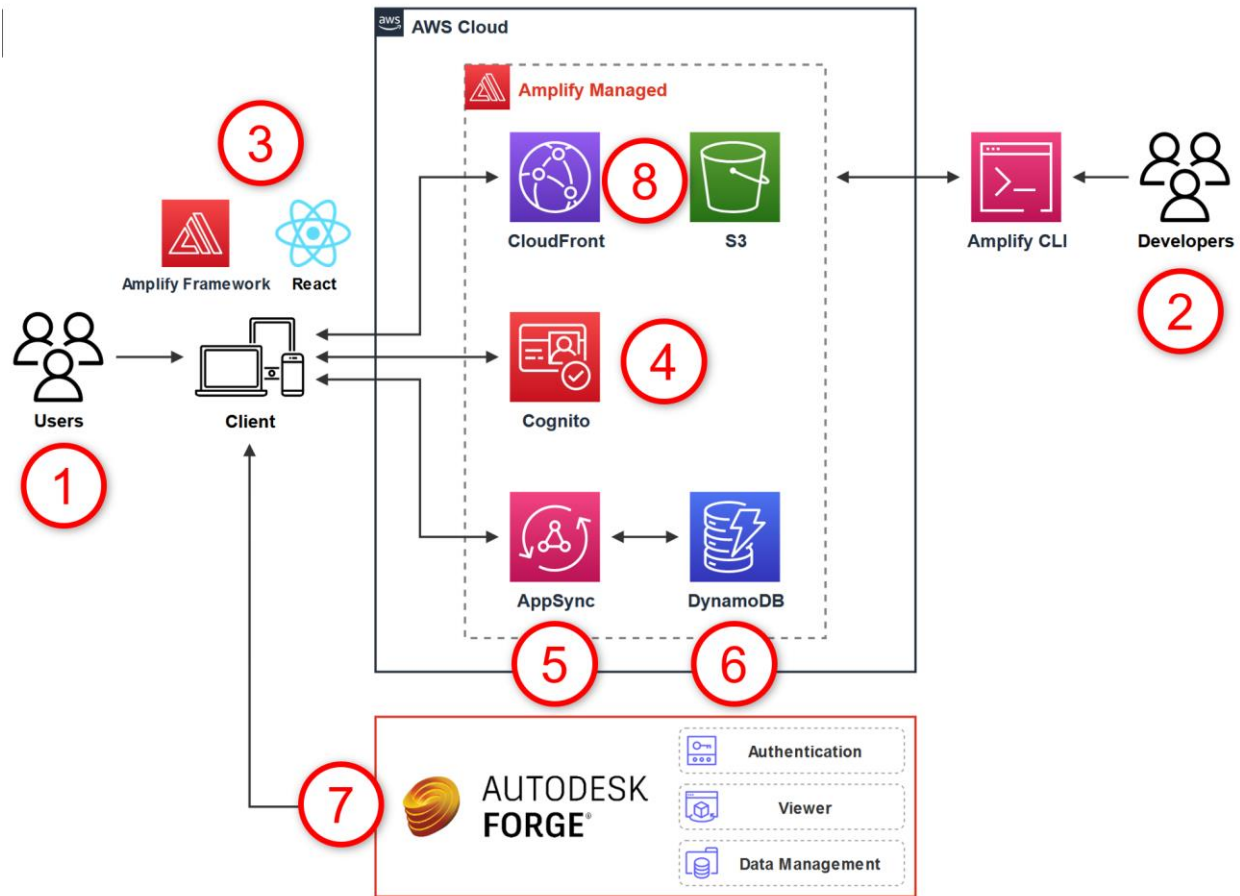 aws
AWS Cloud
Amplify Managed
3
8
CloudFront
S3
Amplify CLI
Developers
2
Amplify Framework
React
Users
1
Client
4
Cognito
AppSync
DynamoDB
5
6
7
AUTODESK
FORGE®
Authentication
Viewer
Data Management